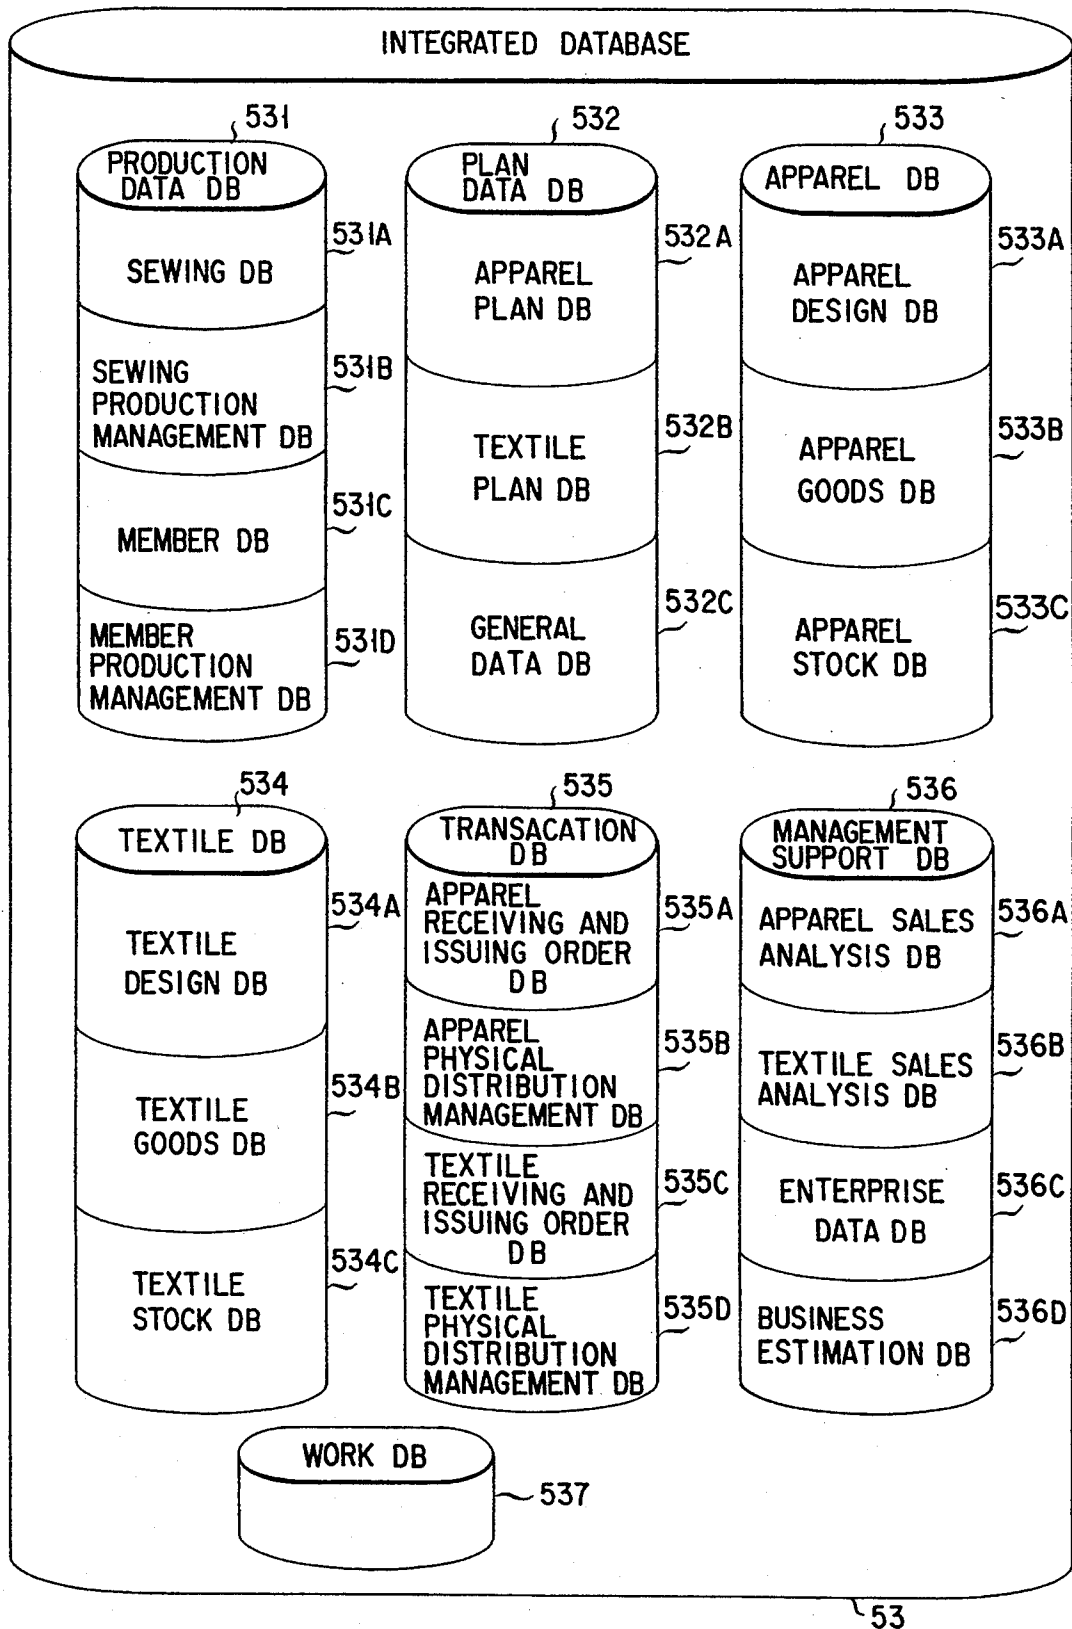 INTEGRATED DATABASE
531
PRODUCTION
DATA DB
531A
SEWING DB
531B
SEWING
PRODUCTION
MANAGEMENT DB
531C
MEMBER DB
531D
MEMBER
PRODUCTION
MANAGEMENT DB
532
PLAN
DATA DB
532A
APPAREL
PLAN DB
532B
TEXTILE
PLAN DB
532C
GENERAL
DATA DB
533
APPAREL DB
533A
APPAREL
DESIGN DB
533B
APPAREL
GOODS DB
533C
APPAREL
STOCK DB
534
TEXTILE DB
534A
TEXTILE
DESIGN DB
534B
TEXTILE
GOODS DB
534C
TEXTILE
STOCK DB
535
TRANSACATION
DB
535A
APPAREL
RECEIVING AND
ISSUING ORDER
DB
535B
APPAREL
PHYSICAL
DISTRIBUTION
MANAGEMENT DB
535C
TEXTILE
RECEIVING AND
ISSUING ORDER
DB
535D
TEXTILE
PHYSICAL
DISTRIBUTION
MANAGEMENT DB
536
MANAGEMENT
SUPPORT DB
536A
APPAREL SALES
ANALYSIS DB
536B
TEXTILE SALES
ANALYSIS DB
536C
ENTERPRISE
DATA DB
536D
BUSINESS
ESTIMATION DB
WORK DB
537
53